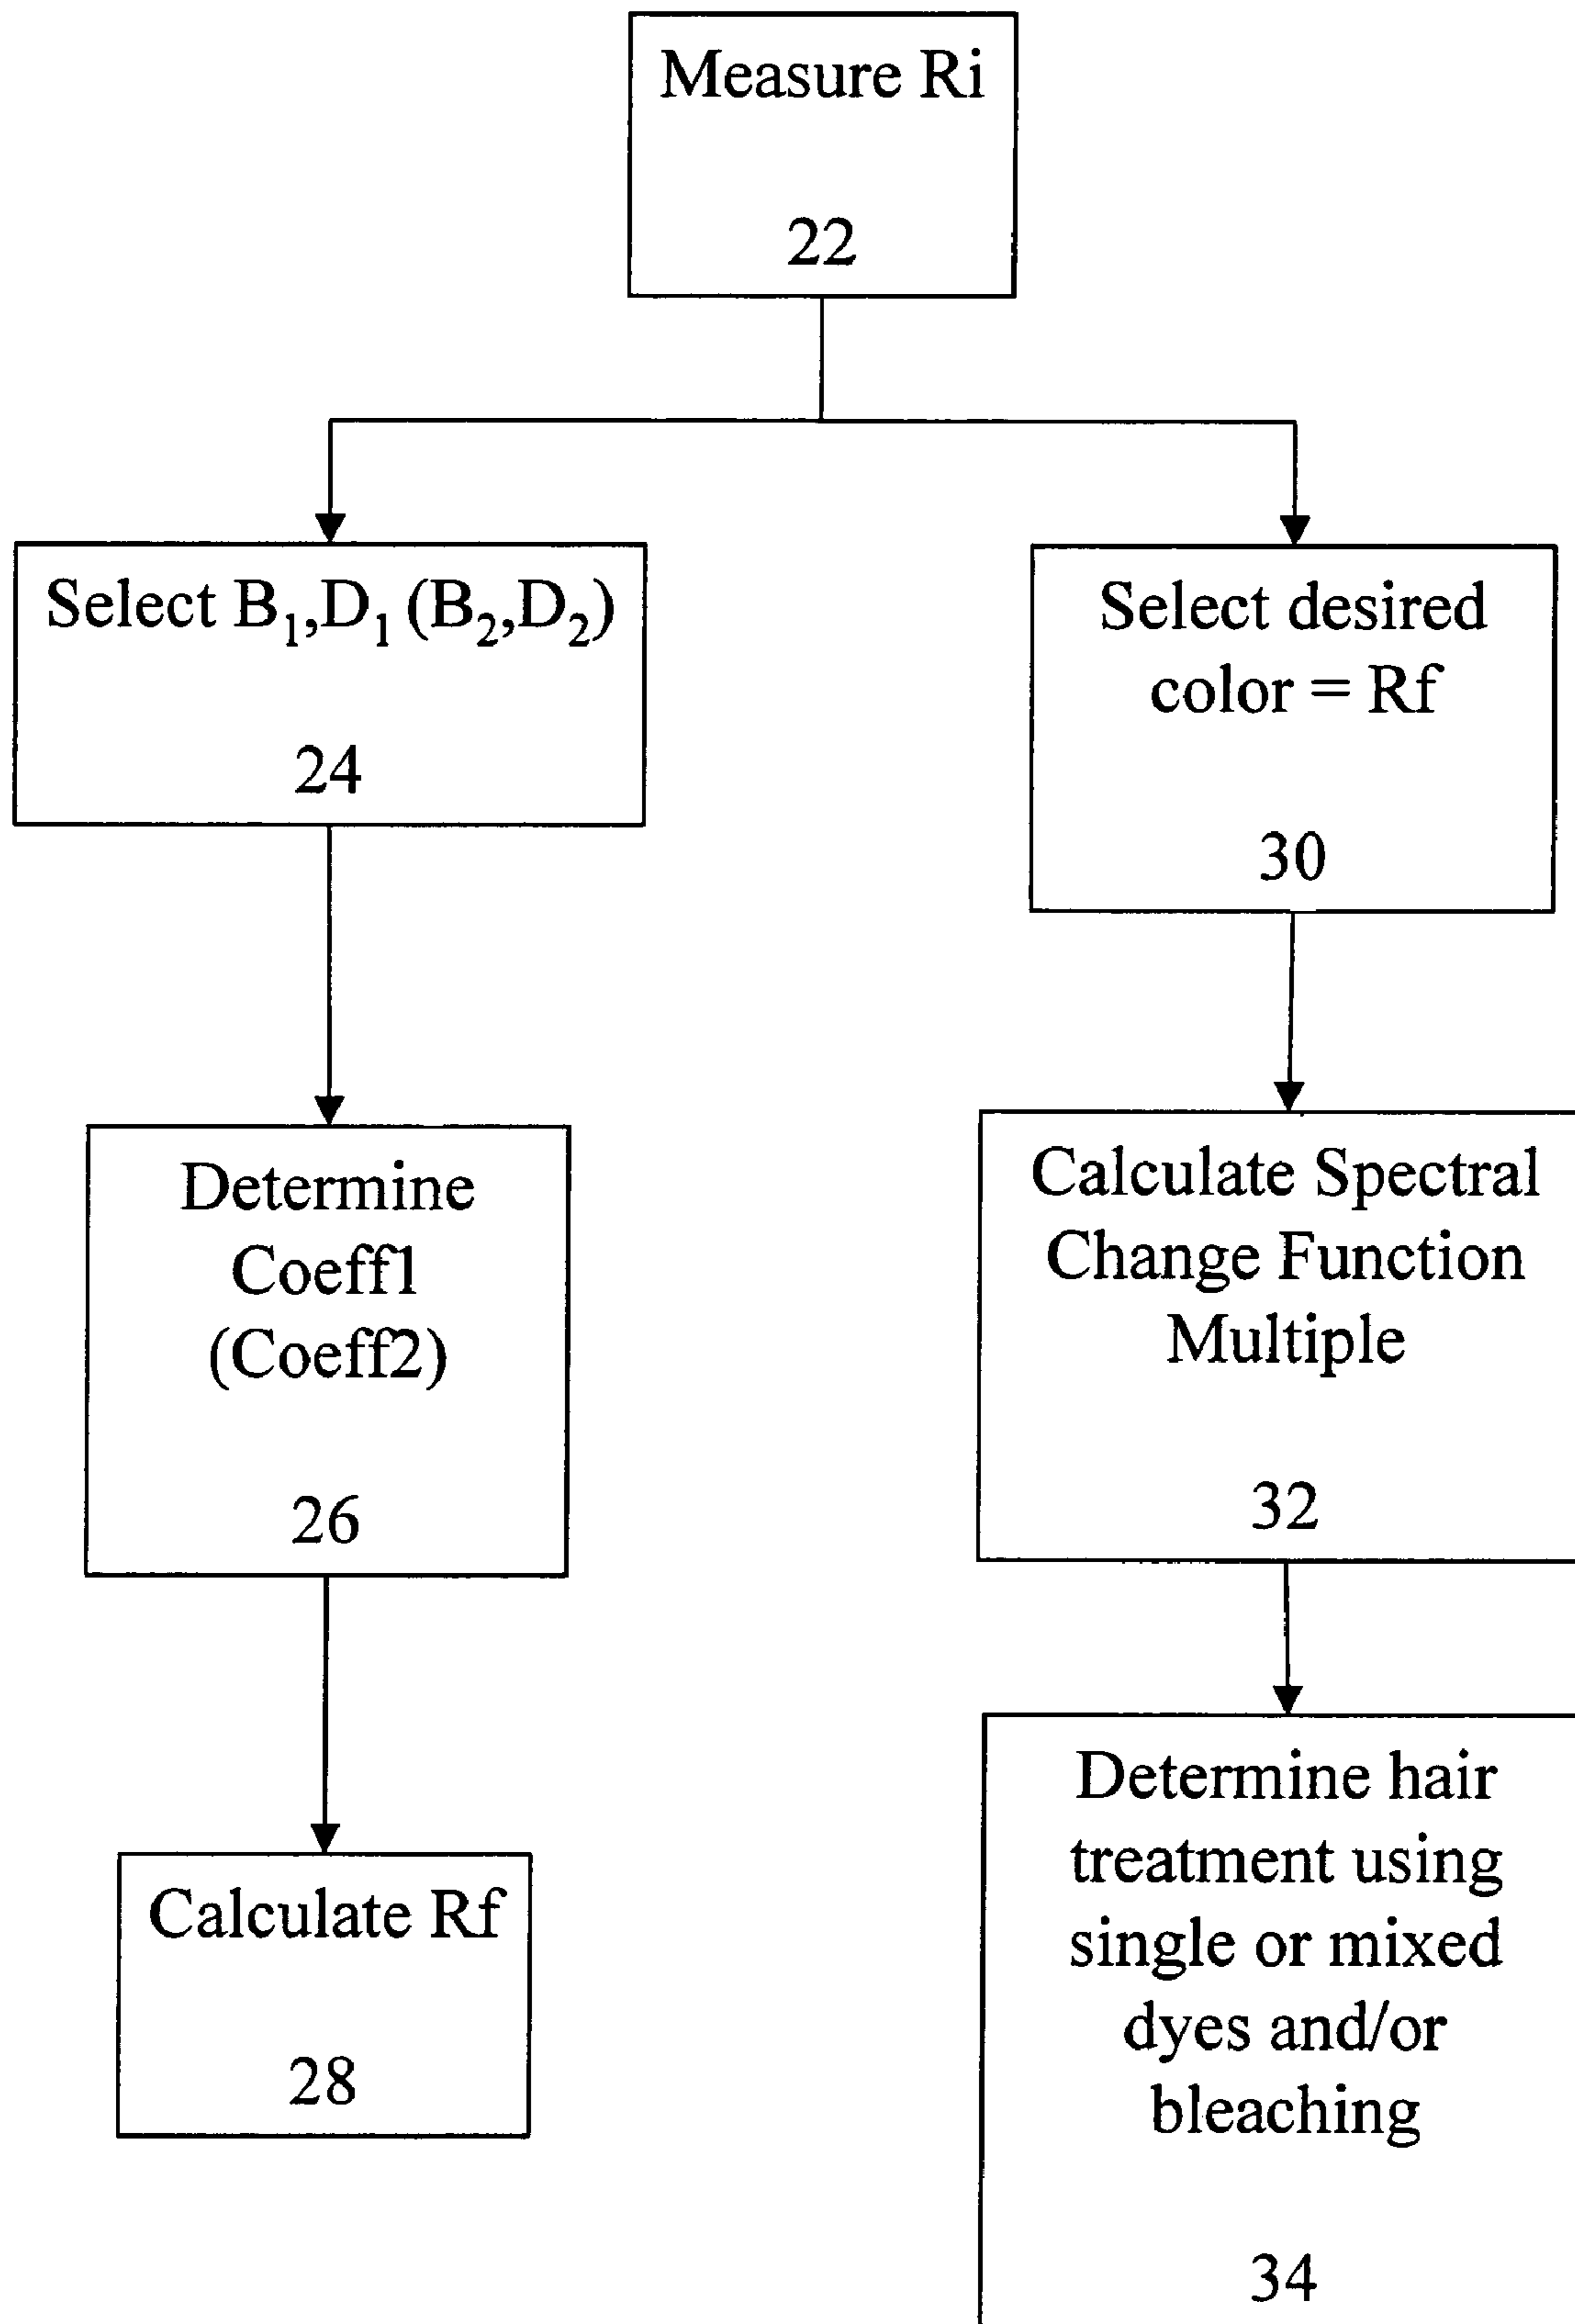 Measure Ri
22
Select B₁,D₁ (B₂,D₂)
24
Determine
Coeff1
(Coeff2)
26
Calculate Rf
28
Select desired
color = Rf
30
Calculate Spectral
Change Function
Multiple
32
Determine hair
treatment using
single or mixed
dyes and/or
bleaching
34